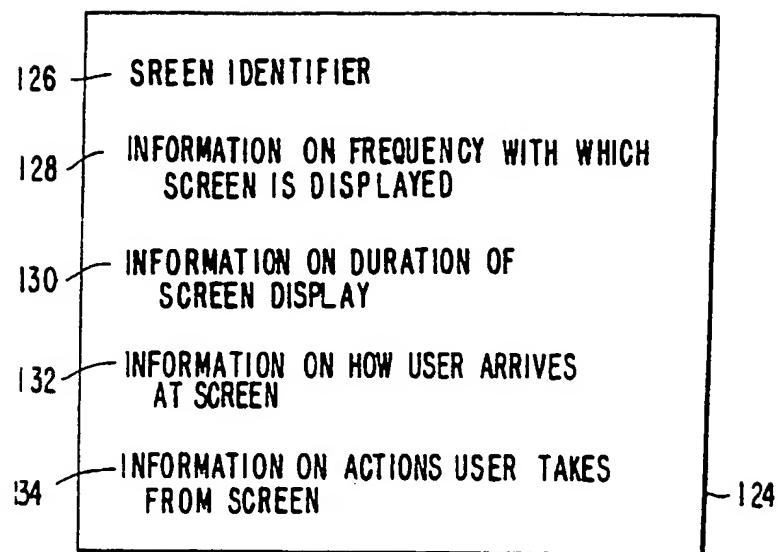 126 SREEN IDENTIFIER
128 INFORMATION ON FREQUENCY WITH WHICH
SCREEN IS DISPLAYED
130 INFORMATION ON DURATION OF
SCREEN DISPLAY
132 INFORMATION ON HOW USER ARRIVES
AT SCREEN
134 INFORMATION ON ACTIONS USER TAKES
FROM SCREEN
124